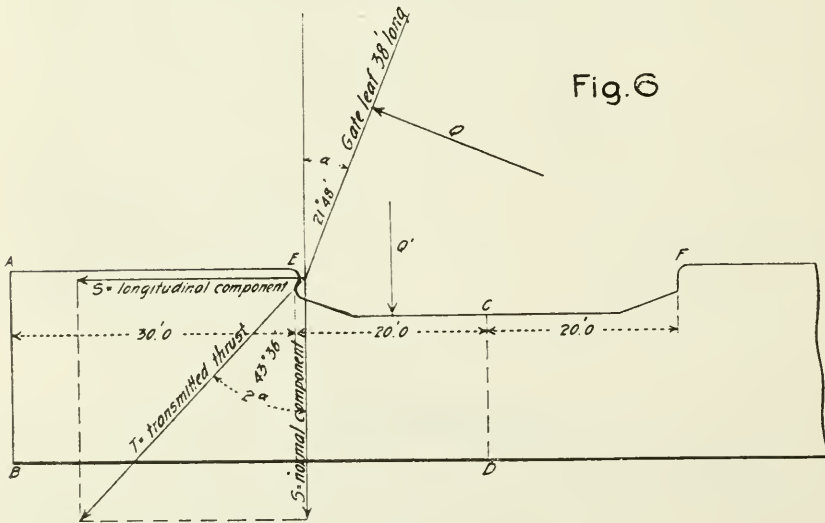 Fig.6
Gate leaf 38' long
Q
a
21°48'
Q'
A
E
F
S = longitudinal component
C
30'.0
20'.0
20'.0
43°36'
2a
T = transmitted thrust
S = normal component
B
D